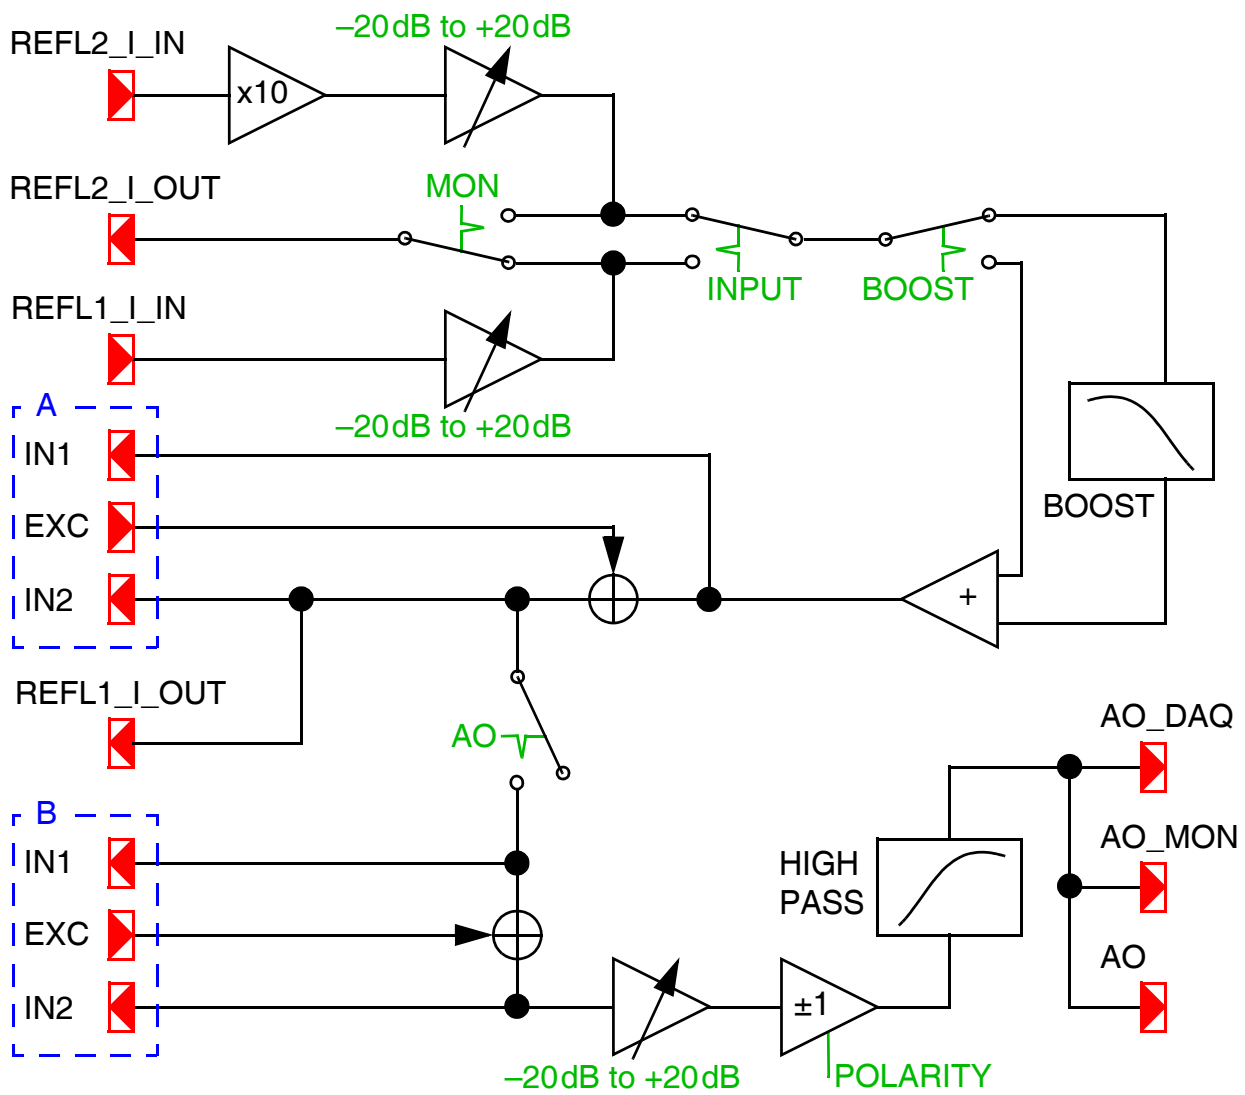 –20dB to +20dB
REFL2_I_IN
x10
REFL2_I_OUT
MON
INPUT
BOOST
REFL1_I_IN
–20dB to +20dB
A
IN1
EXC
IN2
BOOST
+
REFL1_I_OUT
AO
AO_DAQ
B
IN1
EXC
IN2
HIGH
PASS
AO_MON
AO
±1
–20dB to +20dB
POLARITY